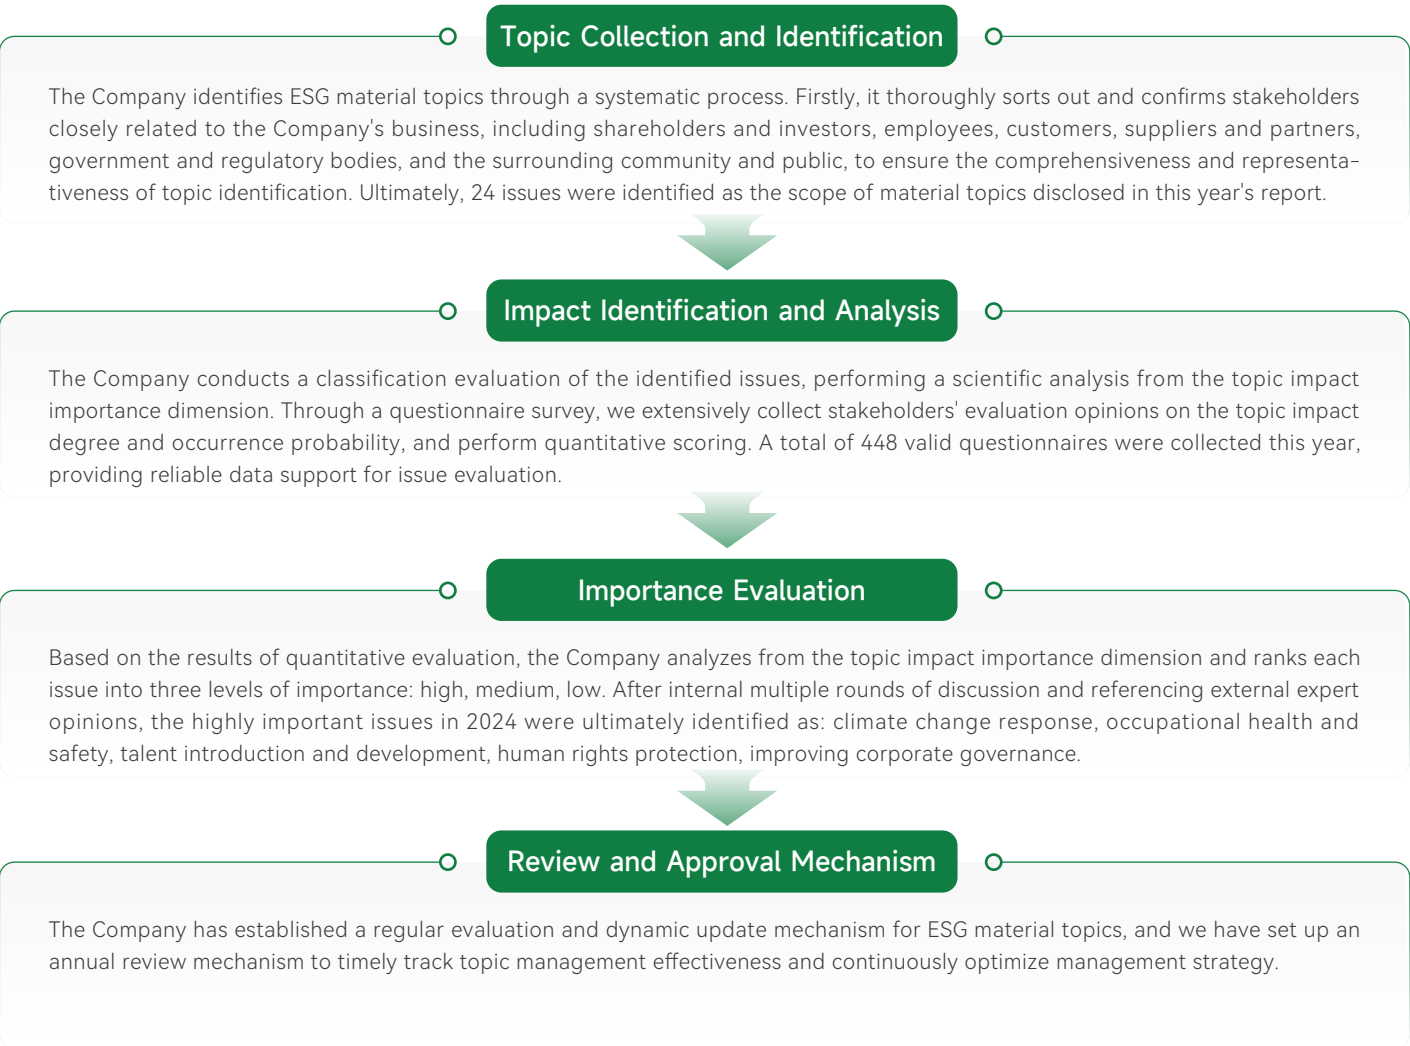 Topic Collection and Identification
The Company identifies ESG material topics through a systematic process. Firstly, it thoroughly sorts out and confirms stakeholders
closely related to the Company's business, including shareholders and investors, employees, customers, suppliers and partners,
government and regulatory bodies, and the surrounding community and public, to ensure the comprehensiveness and representa-
tiveness of topic identification. Ultimately, 24 issues were identified as the scope of material topics disclosed in this year's report.
Impact Identification and Analysis
The Company conducts a classification evaluation of the identified issues, performing a scientific analysis from the topic impact
importance dimension. Through a questionnaire survey, we extensively collect stakeholders' evaluation opinions on the topic impact
degree and occurrence probability, and perform quantitative scoring. A total of 448 valid questionnaires were collected this year,
providing reliable data support for issue evaluation.
Importance Evaluation
Based on the results of quantitative evaluation, the Company analyzes from the topic impact importance dimension and ranks each
issue into three levels of importance: high, medium, low. After internal multiple rounds of discussion and referencing external expert
opinions, the highly important issues in 2024 were ultimately identified as: climate change response, occupational health and
safety, talent introduction and development, human rights protection, improving corporate governance.
Review and Approval Mechanism
The Company has established a regular evaluation and dynamic update mechanism for ESG material topics, and we have set up an
annual review mechanism to timely track topic management effectiveness and continuously optimize management strategy.